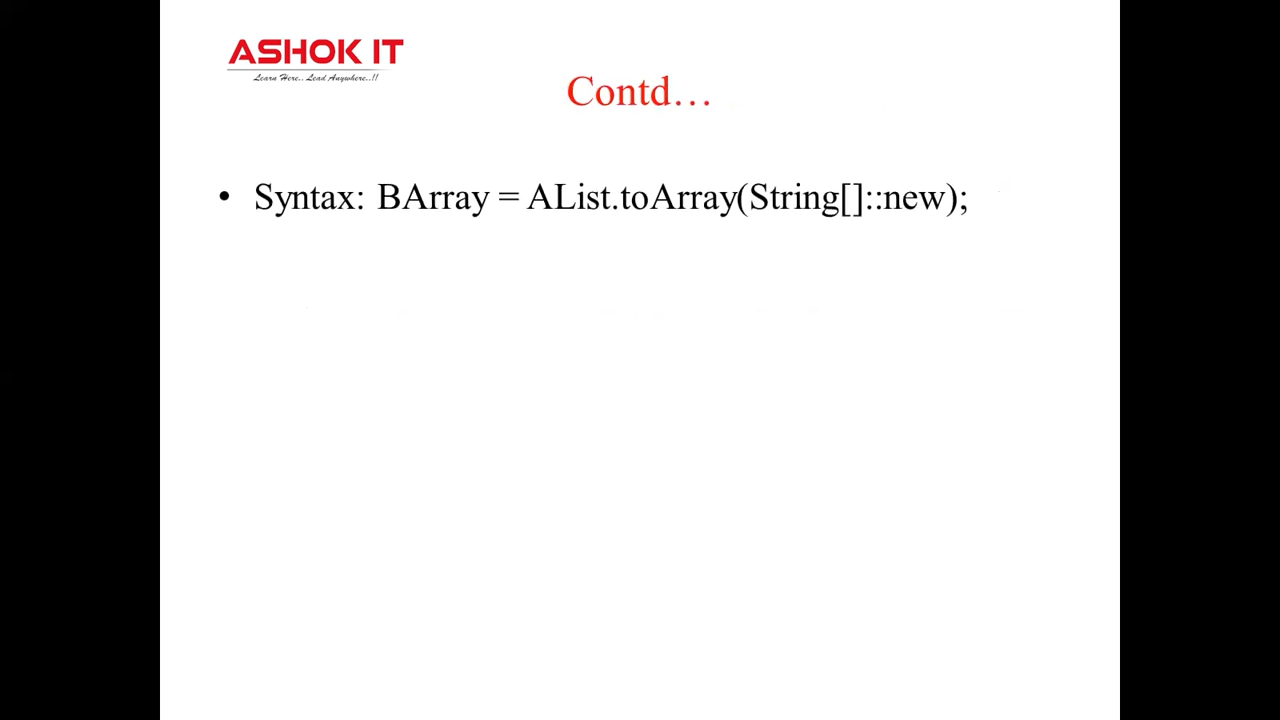 ASHOK IT
Learn Here.. Lead Anywhere..!!
Contd…
• Syntax: BArray = AList.toArray(String[]::new);